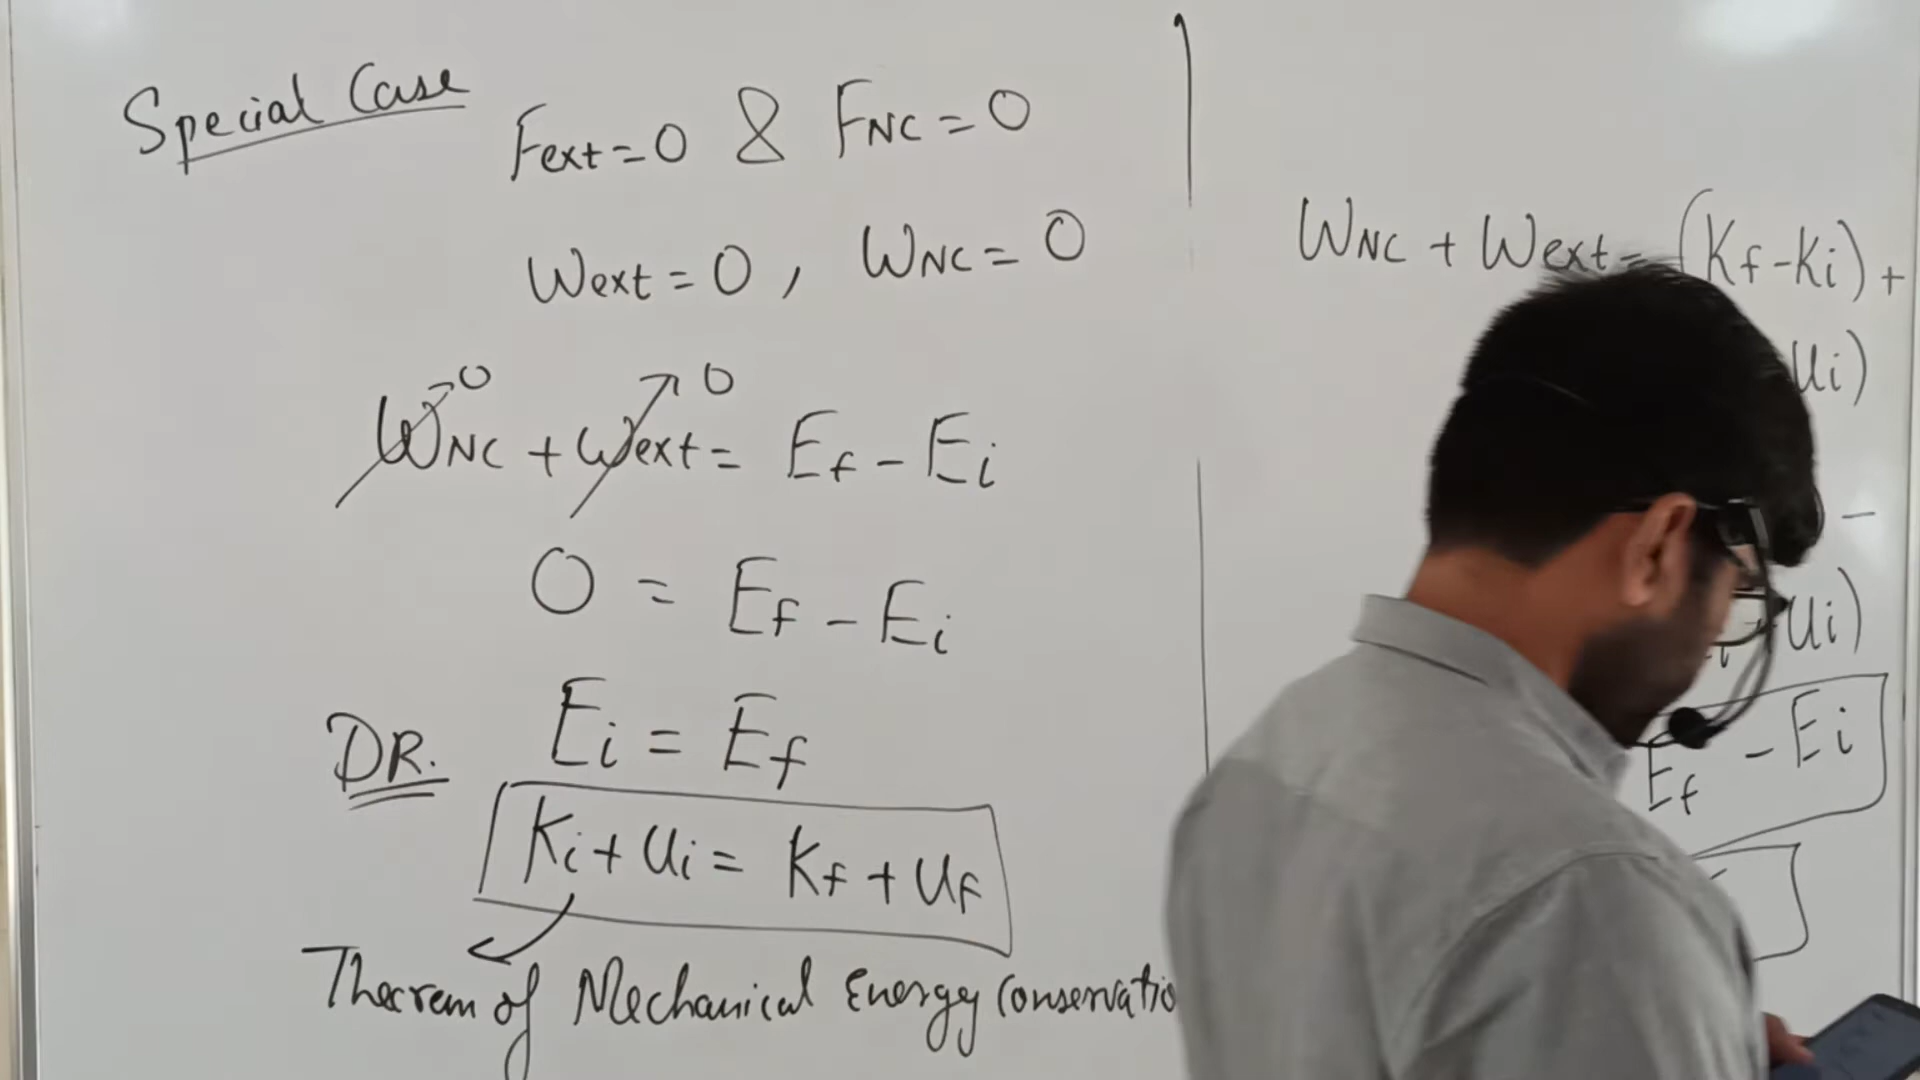 Special Case
Fext = 0 & FNC = 0
Wext = 0 , WNC = 0
WNC→0 + Wext→0 = Ef - Ei
0 = Ef - Ei
DR. Ei = Ef
Ki + Ui = Kf + Uf
Theorem of Mechanical Energy Conservatio
WNC + Wext = (Kf - Ki) +
Ui)
-
Ui)
Ef - Ei